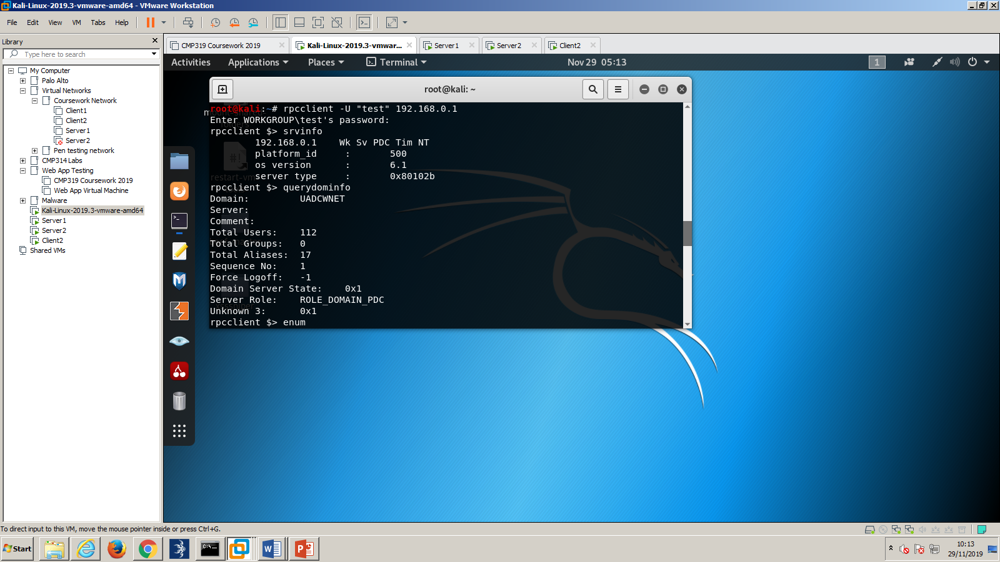 Kali-Linux-2019.3-vmware-amd64 - VMware Workstation
File Edit View VM Tabs Help
Library
Type here to search
My Computer
Palo Alto
Virtual Networks
Coursework Network
Client1
Client2
Server1
Server2
Pen testing network
CMP314 Labs
Web App Testing
CMP319 Coursework 2019
Web App Virtual Machine
Malware
Kali-Linux-2019.3-vmware-amd64
Server1
Server2
Client2
Shared VMs
CMP319 Coursework 2019 Kali-Linux-2019.3-vmwar... Server1 Server2 Client2
Activities Applications Places Terminal Nov 29 05:13 1
root@kali: ~
root@kali:~# rpcclient -U "test" 192.168.0.1
Enter WORKGROUP\test's password:
rpcclient $> srvinfo
192.168.0.1 Wk Sv PDC Tim NT
platform_id : 500
os version : 6.1
server type : 0x80102b
rpcclient $> querydominfo
Domain: UADCWNET
Server:
Comment:
Total Users: 112
Total Groups: 0
Total Aliases: 17
Sequence No: 1
Force Logoff: -1
Domain Server State: 0x1
Server Role: ROLE_DOMAIN_PDC
Unknown 3: 0x1
rpcclient $> enum
To direct input to this VM, move the mouse pointer inside or press Ctrl+G.
Start
10:13
29/11/2019